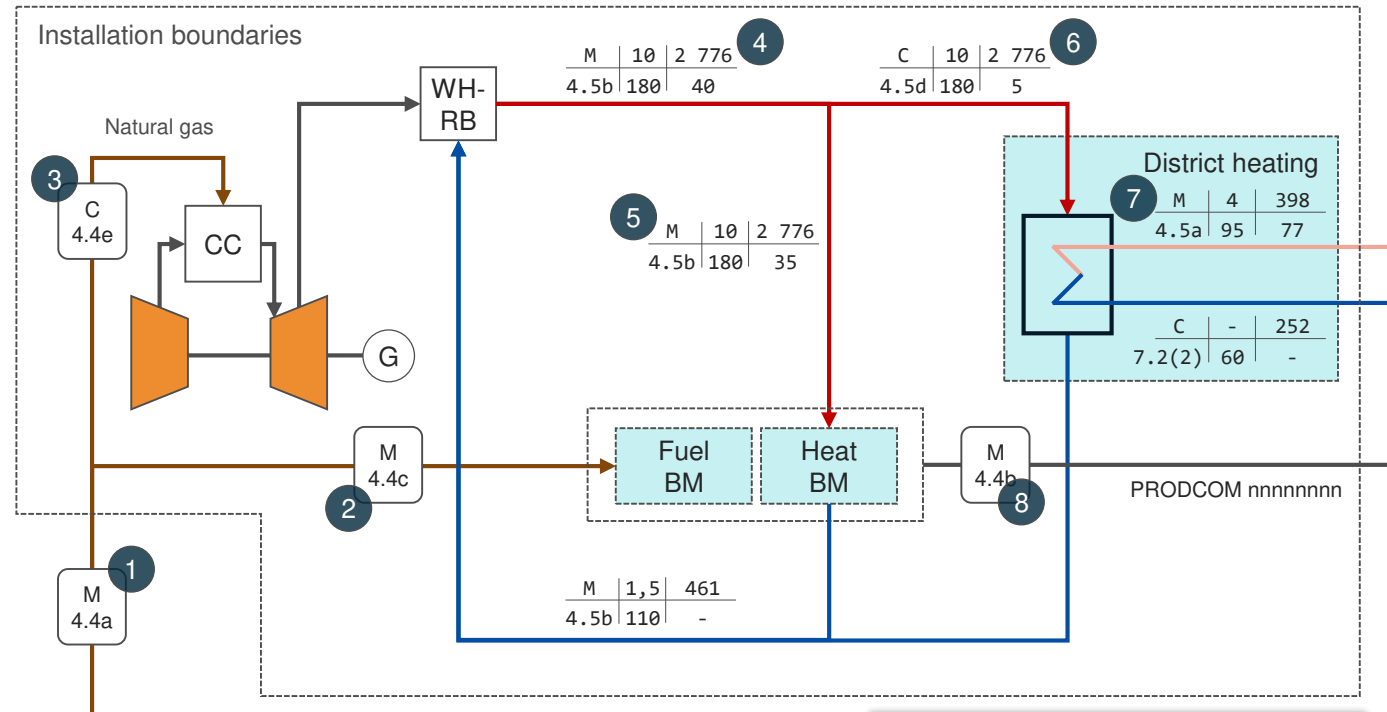 Installation boundaries
4
M 10 2 776
4.5b 180 40
6
C 10 2 776
4.5d 180 5
WH-
RB
Natural gas
3
C
4.4e
CC
G
5
M 10 2 776
4.5b 180 35
District heating
7
M 4 398
4.5a 95 77
C - 252
7.2(2) 60 -
M
4.4c
2
Fuel
BM
Heat
BM
M
4.4b
8
PRODCOM nnnnnnnn
1
M
4.4a
M 1,5 461
4.5b 110 -